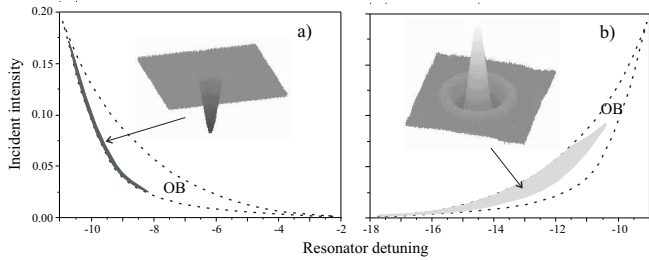 a)
b)
Incident intensity
0.20
0.15
0.10
0.05
0.00
OB
OB
-10
-8
-6
-4
-2
-18
-16
-14
-12
-10
Resonator detuning